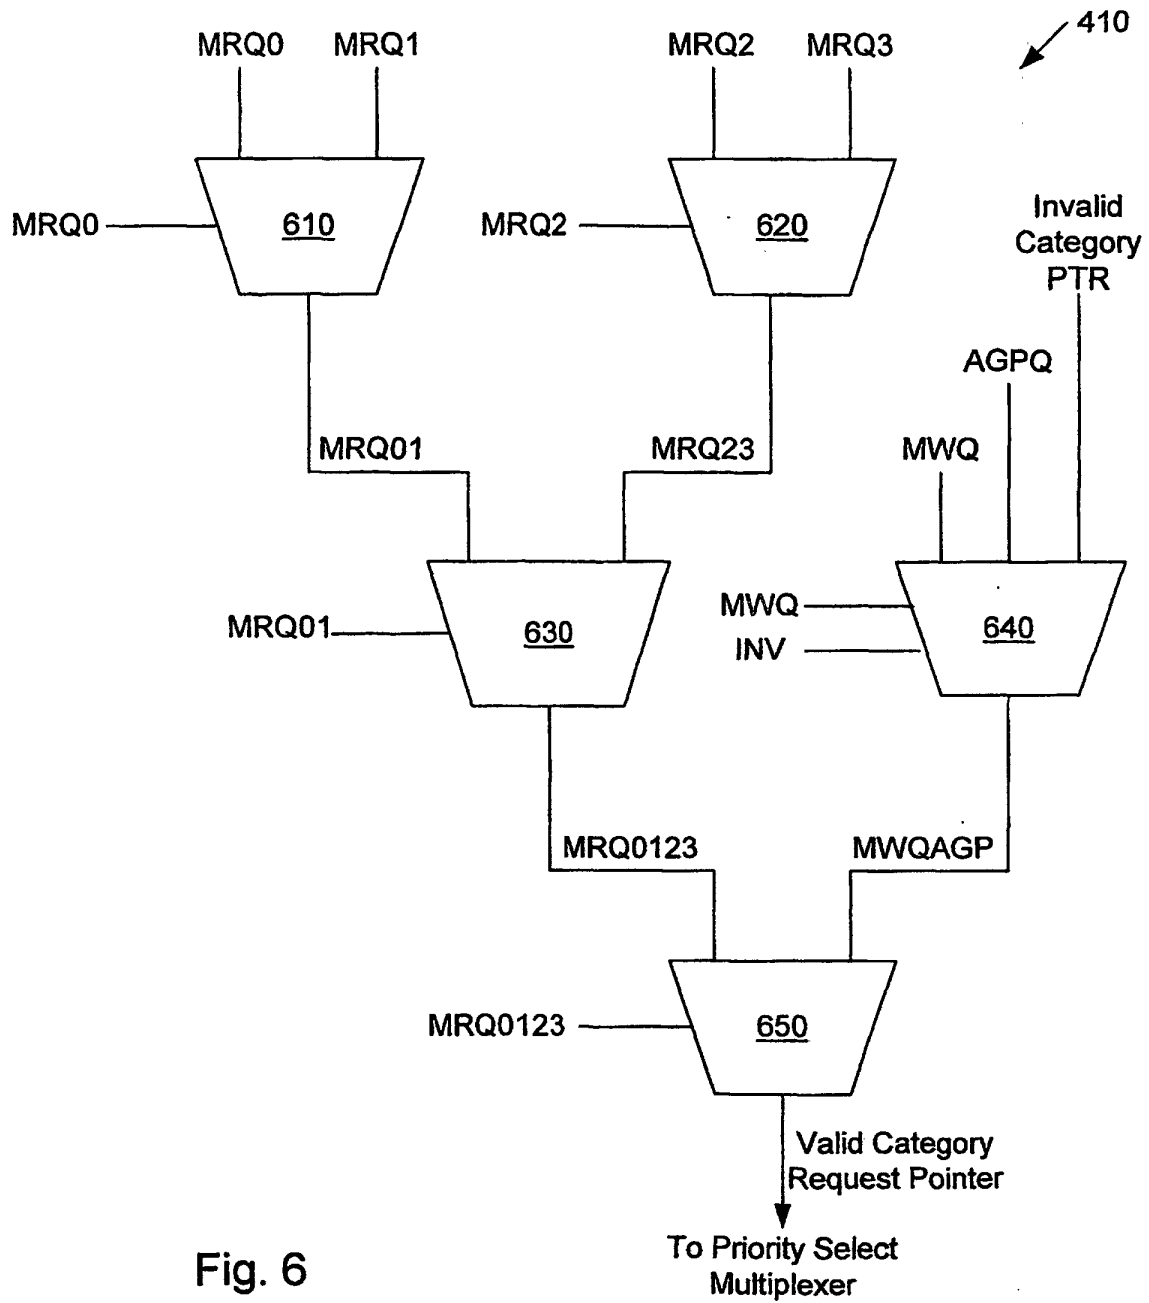 410
MRQ0 MRQ1 MRQ2 MRQ3
MRQ0 610 MRQ2 620
Invalid
Category
PTR
AGPQ
MRQ01 MRQ23 MWQ
MRQ01 630 MWQ 640
INV
MRQ0123 MWQAGP
MRQ0123 650
Valid Category
Request Pointer
To Priority Select
Multiplexer
Fig. 6